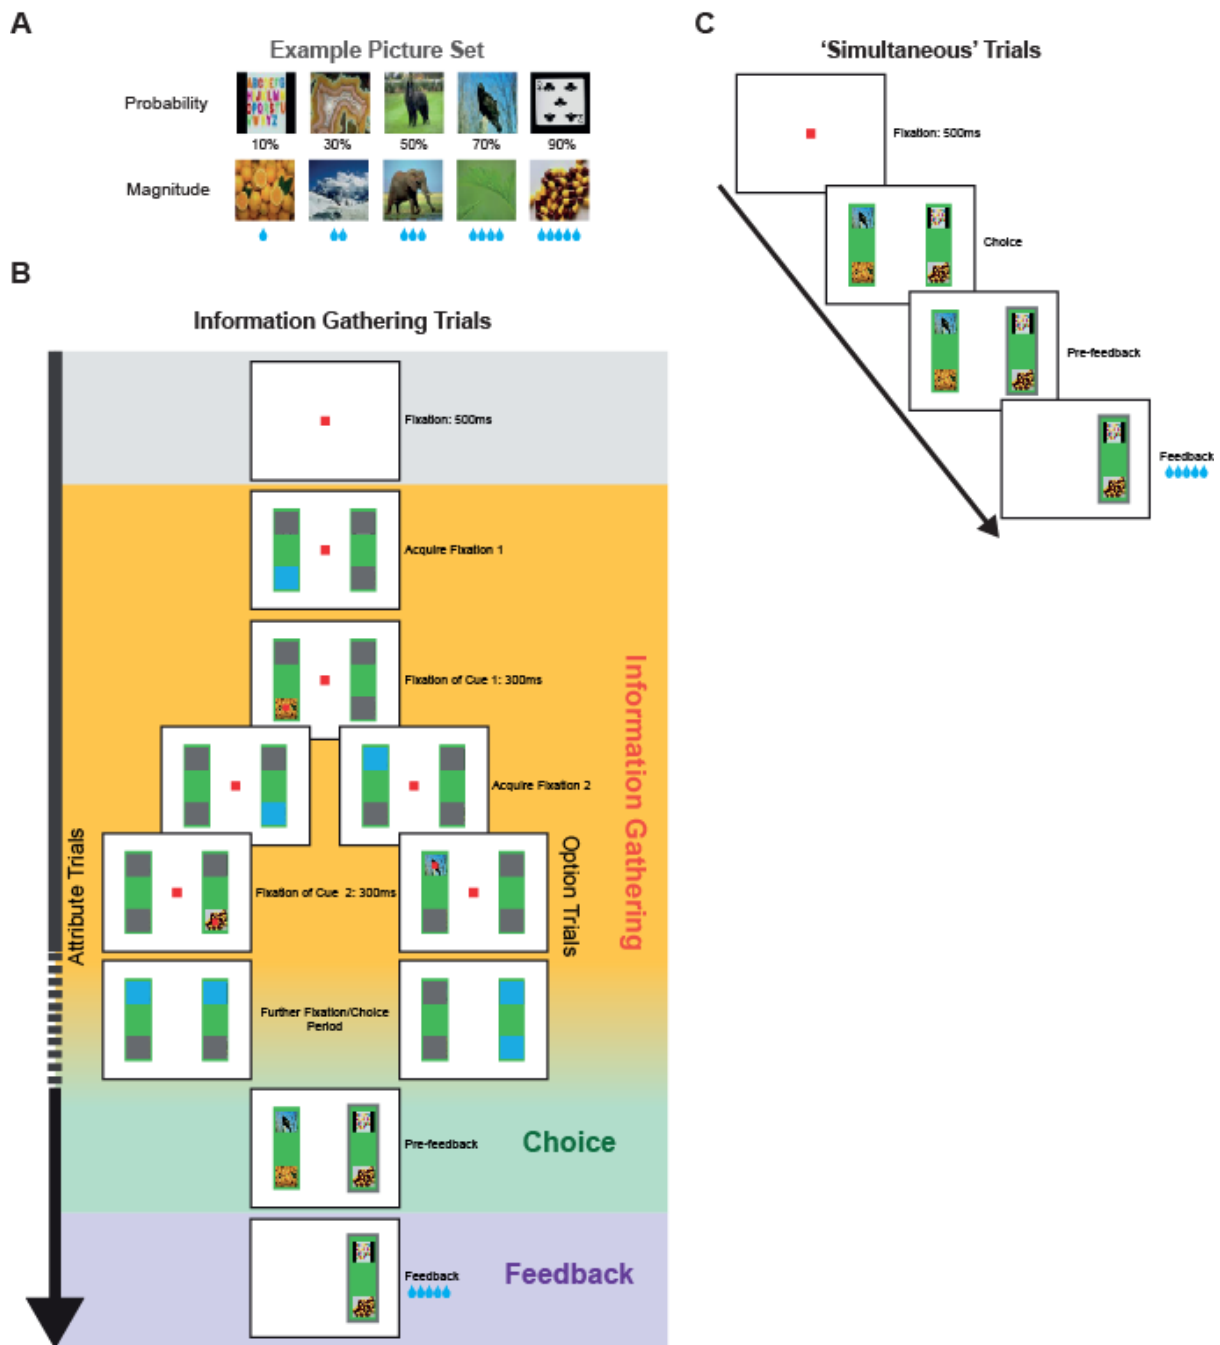 A
Example Picture Set
Probability
10% 30% 50% 70% 90%
Magnitude
B
Information Gathering Trials
Fixation: 500ms
Acquire Fixation 1
Fixation of Cue 1: 300ms
Acquire Fixation 2
Attribute Trials
Fixation of Cue 2: 300ms
Option Trials
Information Gathering
Further Fixation/Choice
Period
Pre-feedback
Choice
Feedback
Feedback
C
‘Simultaneous’ Trials
Fixation: 500ms
Choice
Pre-feedback
Feedback